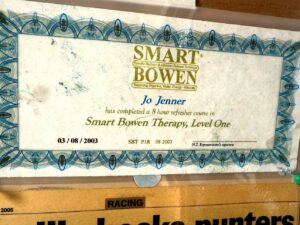 SMART
BOWEN
Jo Jenner
has completed a 8 hour refresher course in
Smart Bowen Therapy, Level One
03 / 08 / 2003
2005
RACING
punters